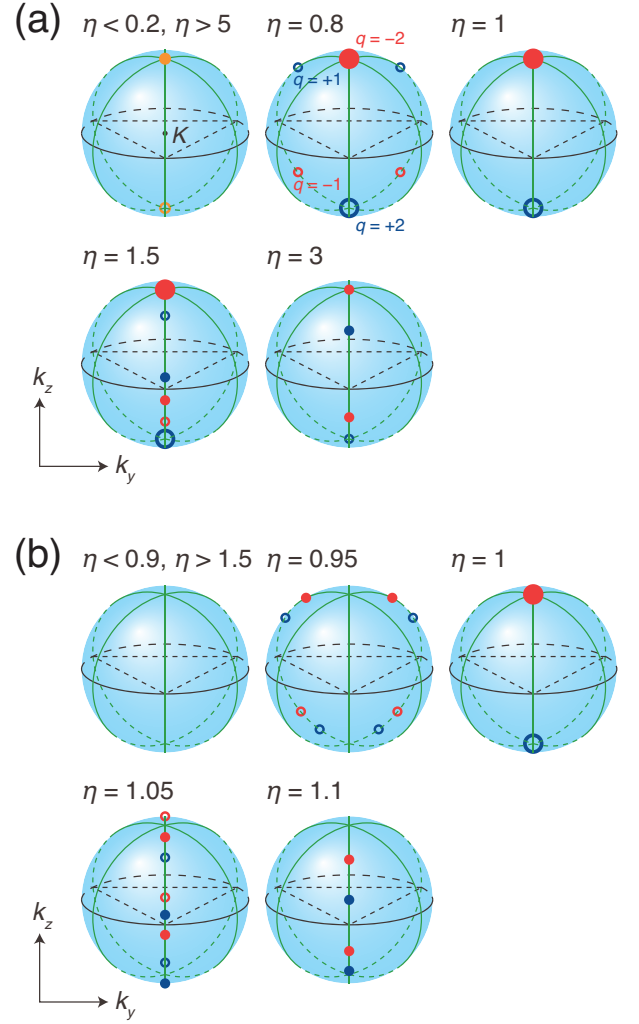 (a)
η < 0.2, η > 5
η = 0.8
η = 1
q = −2
q = +1
K
q = −1
q = +2
η = 1.5
η = 3
k_z
k_y
(b)
η < 0.9, η > 1.5
η = 0.95
η = 1
η = 1.05
η = 1.1
k_z
k_y